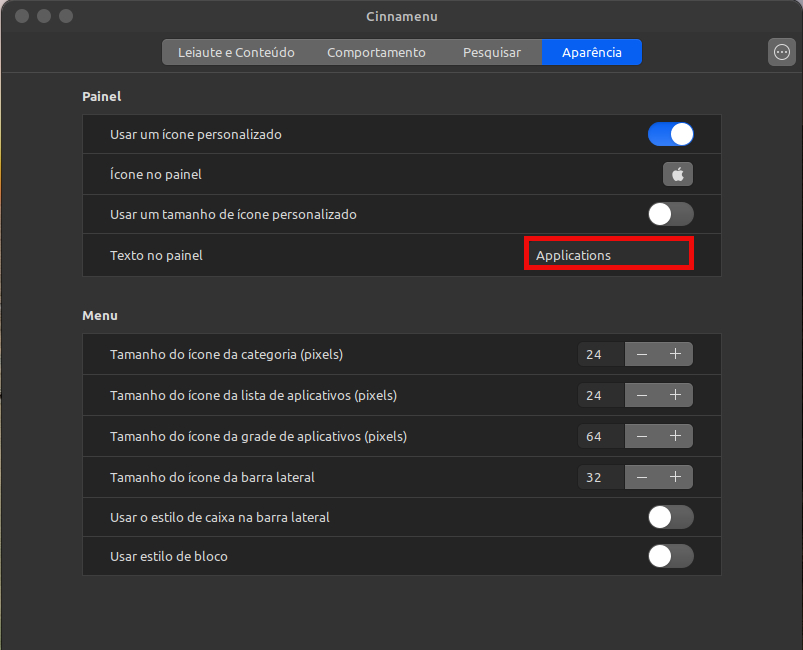 Cinnamenu
Leiaute e Conteúdo Comportamento Pesquisar Aparência
Painel
Usar um ícone personalizado
Ícone no painel
Usar um tamanho de ícone personalizado
Texto no painel Applications
Menu
Tamanho do ícone da categoria (pixels) 24 − +
Tamanho do ícone da lista de aplicativos (pixels) 24 − +
Tamanho do ícone da grade de aplicativos (pixels) 64 − +
Tamanho do ícone da barra lateral 32 − +
Usar o estilo de caixa na barra lateral
Usar estilo de bloco